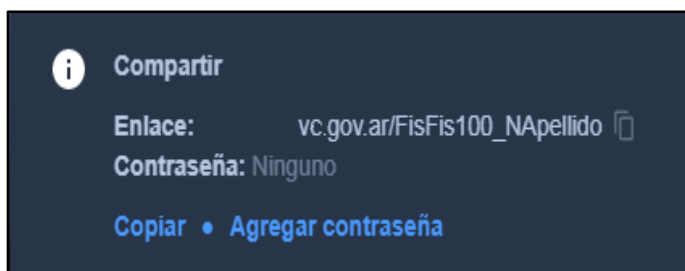 Compartir
Enlace: vc.gov.ar/FisFis100_NApellido
Contraseña: Ninguno
Copiar • Agregar contraseña